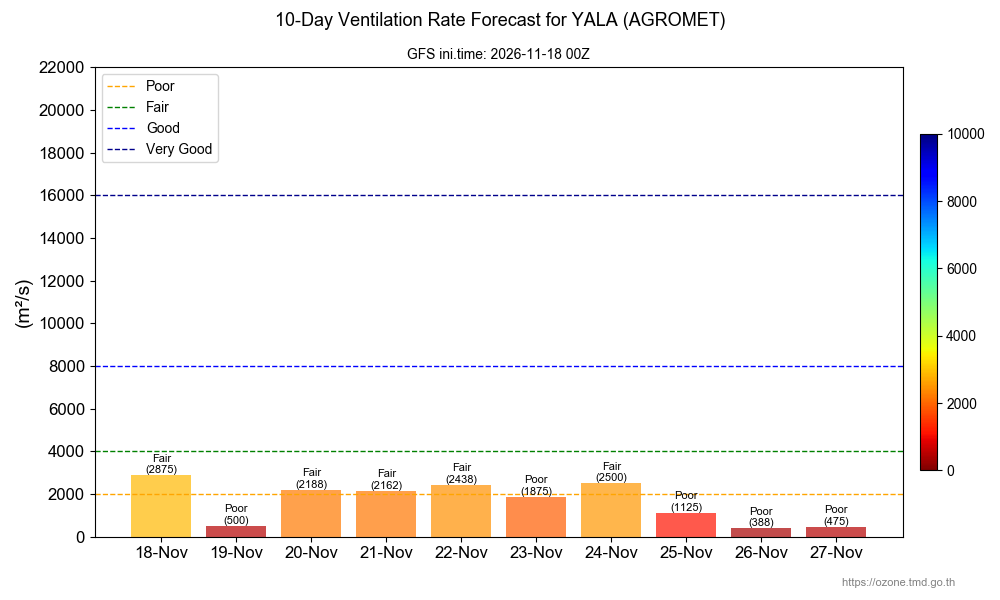 10-Day Ventilation Rate Forecast for YALA (AGROMET)
GFS ini.time: 2026-11-18 00Z
(m²/s)
22000
20000
18000
16000
14000
12000
10000
8000
6000
4000
2000
0
Poor
Fair
Good
Very Good
Fair
(2875)
Poor
(500)
Fair
(2188)
Fair
(2162)
Fair
(2438)
Poor
(1875)
Fair
(2500)
Poor
(1125)
Poor
(388)
Poor
(475)
18-Nov
19-Nov
20-Nov
21-Nov
22-Nov
23-Nov
24-Nov
25-Nov
26-Nov
27-Nov
10000
8000
6000
4000
2000
0
https://ozone.tmd.go.th